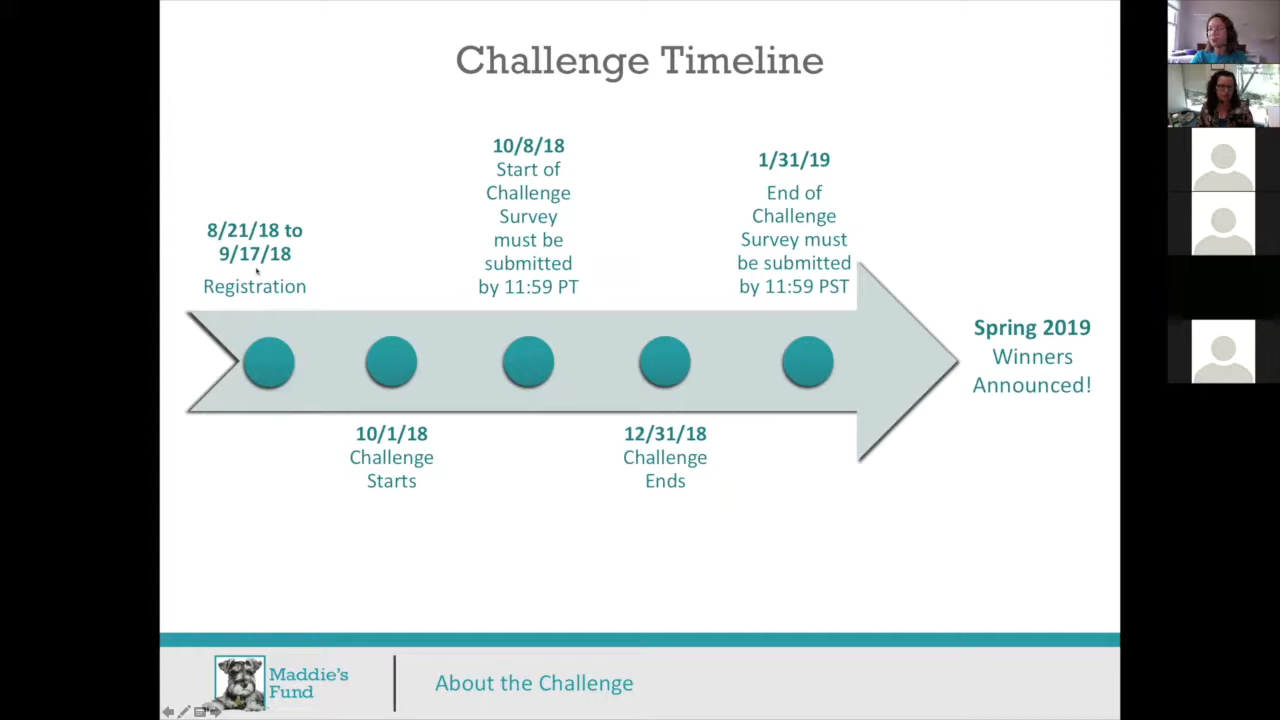 Challenge Timeline
8/21/18 to
9/17/18
Registration
10/1/18
Challenge
Starts
10/8/18
Start of
Challenge
Survey
must be
submitted
by 11:59 PT
12/31/18
Challenge
Ends
1/31/19
End of
Challenge
Survey must
be submitted
by 11:59 PST
Spring 2019
Winners
Announced!
Maddie's
Fund
About the Challenge